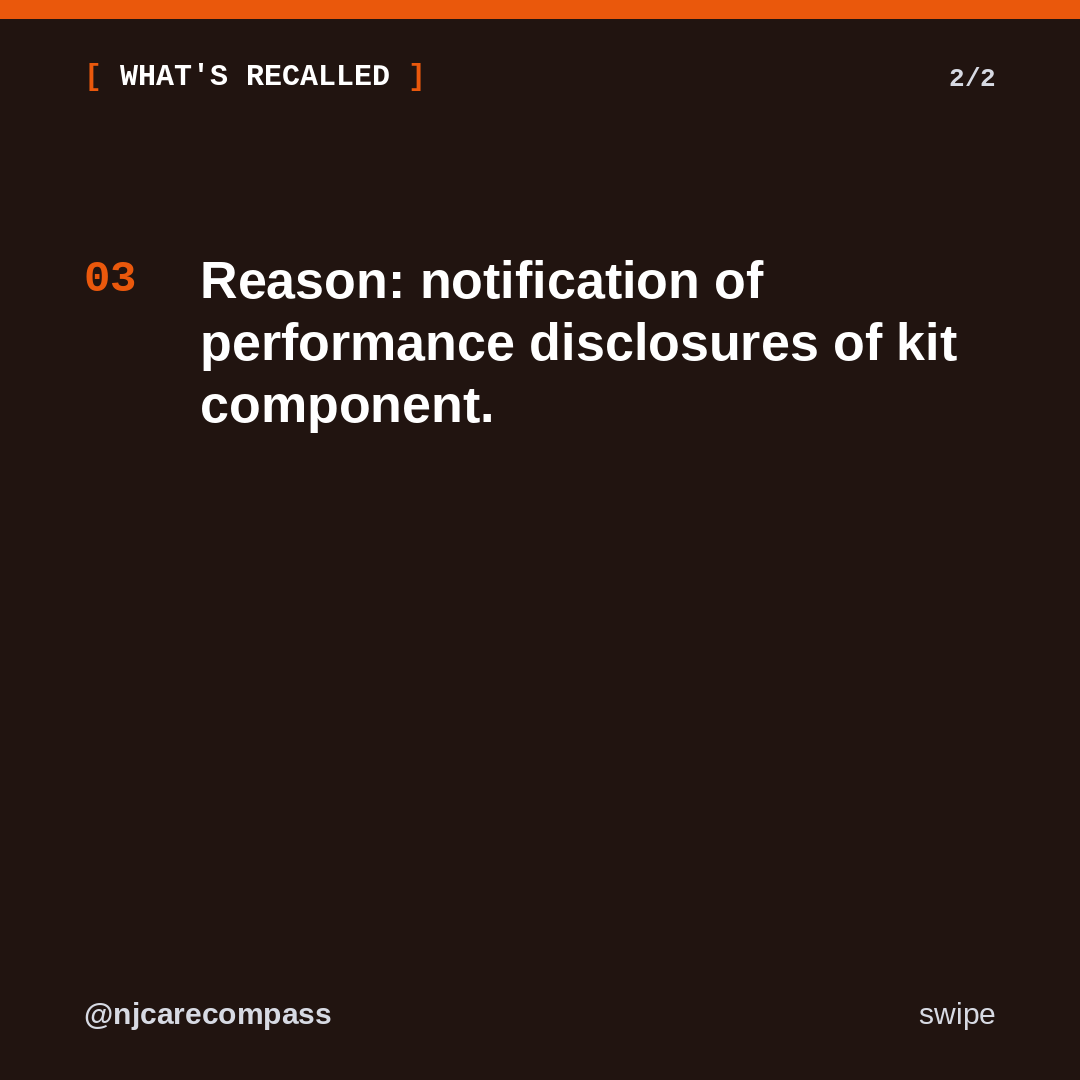 [ WHAT'S RECALLED ]
2/2
03
Reason: notification of
performance disclosures of kit
component.
@njcarecompass
swipe